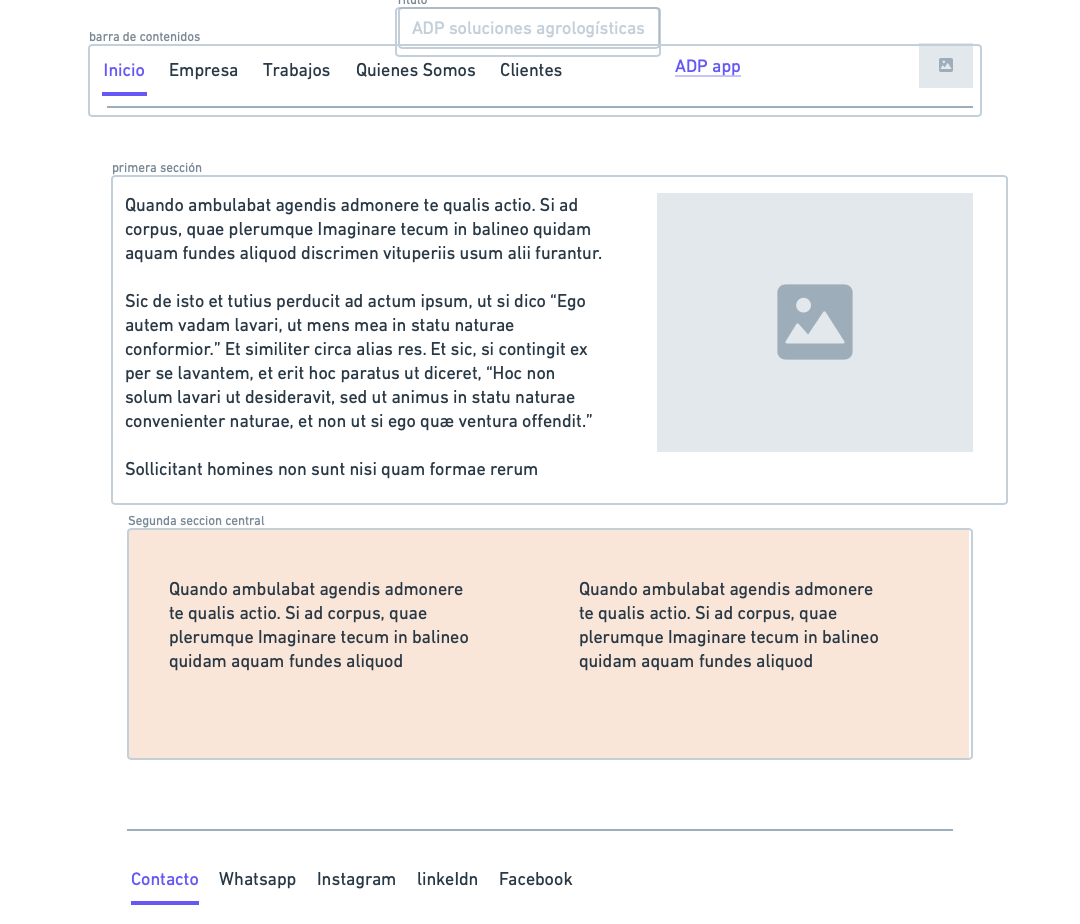 Título
ADP soluciones agrologísticas
barra de contenidos
Inicio Empresa Trabajos Quienes Somos Clientes ADP app
primera sección
Quando ambulabat agendis admonere te qualis actio. Si ad
corpus, quae plerumque Imaginare tecum in balineo quidam
aquam fundes aliquod discrimen vituperiis usum alii furantur.
Sic de isto et tutius perducit ad actum ipsum, ut si dico “Ego
autem vadam lavari, ut mens mea in statu naturae
conformior.” Et similiter circa alias res. Et sic, si contingit ex
per se lavantem, et erit hoc paratus ut diceret, “Hoc non
solum lavari ut desideravit, sed ut animus in statu naturae
convenienter naturae, et non ut si ego quæ ventura offendit.”
Sollicitant homines non sunt nisi quam formae rerum
Segunda seccion central
Quando ambulabat agendis admonere
te qualis actio. Si ad corpus, quae
plerumque Imaginare tecum in balineo
quidam aquam fundes aliquod
Quando ambulabat agendis admonere
te qualis actio. Si ad corpus, quae
plerumque Imaginare tecum in balineo
quidam aquam fundes aliquod
Contacto Whatsapp Instagram linkeIdn Facebook